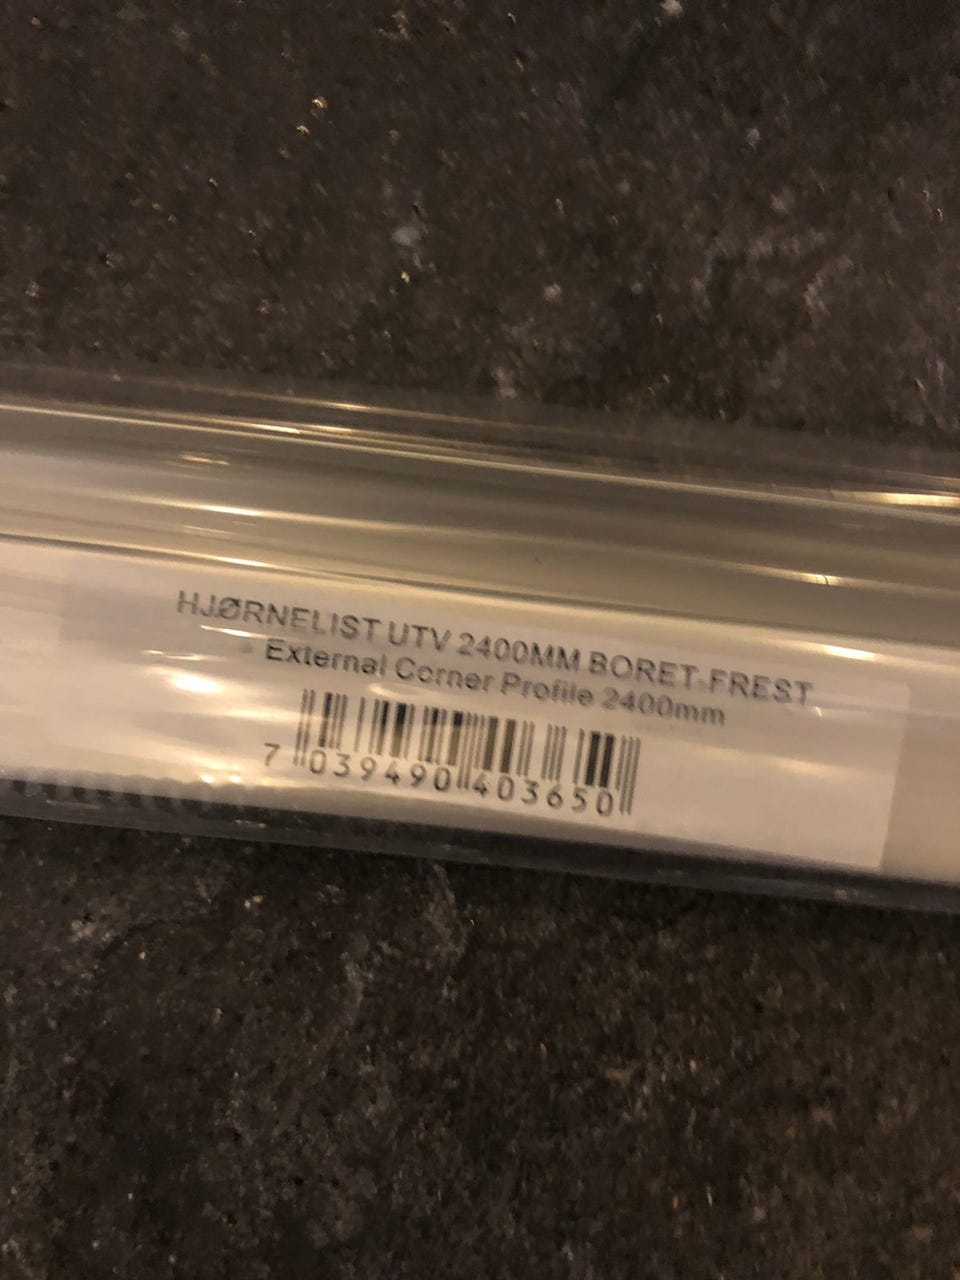 HJØRNELIST UTV 2400MM BORET-FREST
External Corner Profile 2400mm
7 039490 403650